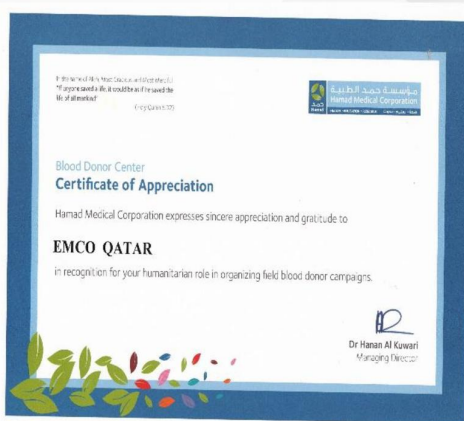 "If anyone saved a life, it would be as if he saved the
life of all mankind"
مؤسسة حمد الطبية
Hamad Medical Corporation
Blood Donor Center
Certificate of Appreciation
Hamad Medical Corporation expresses sincere appreciation and gratitude to
EMCO QATAR
in recognition for your humanitarian role in organizing field blood donor campaigns.
Dr Hanan Al Kuwari
Managing Director